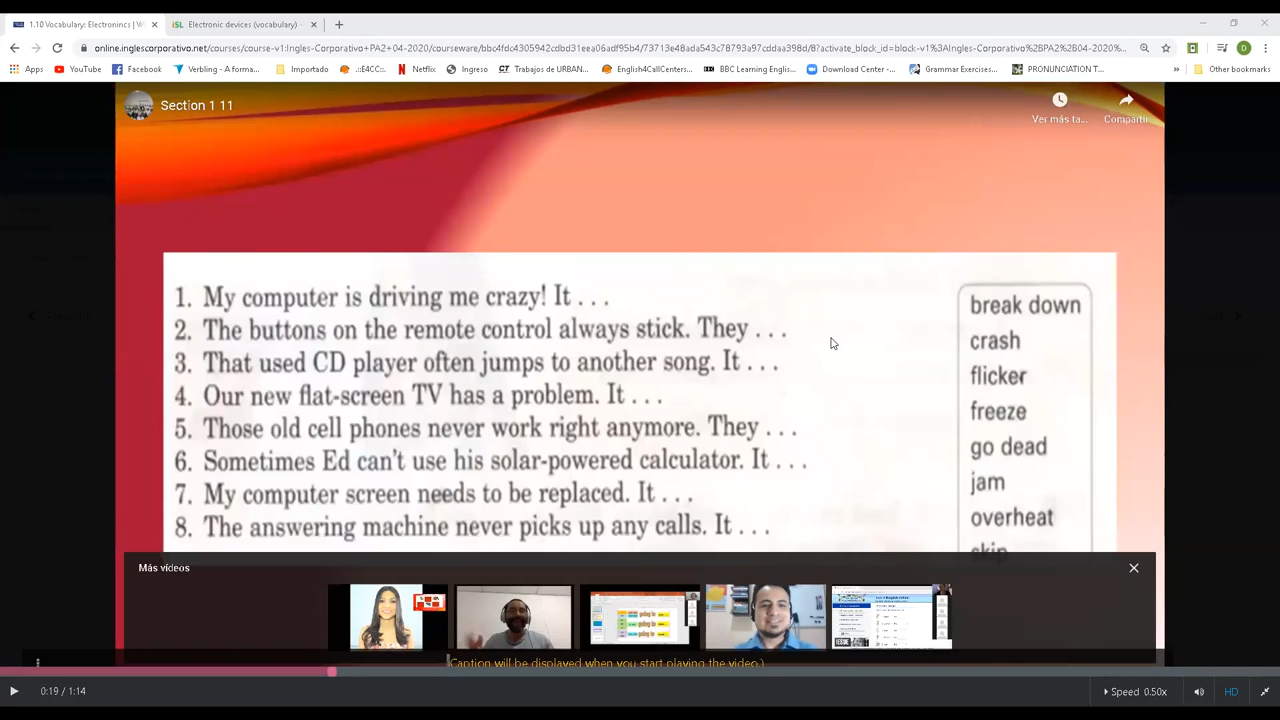 1.10 Vocabulary: Electronincs | W
Electronic devices (vocabulary) -
online.inglescorporativo.net/courses/course-v1:Ingles-Corporativo+PA2+04-2020/courseware/bbc4fdc4305942cdbd31eea06adf95b4/73713e48ada543c78793a97cddaa398d/8?activate_block_id=block-v1%3AIngles-Corporativo%2BPA2%2B04-2020%...
Apps YouTube Facebook Verbling - A forma... Importado .::E4CC::. Netflix Ingreso Trabajos de URBAN... English4CallCenters... BBC Learning Englis... Download Center -... Grammar Exercises... PRONUNCIATION T... » Other bookmarks
Section 1 11
Ver más ta... Compartir
1. My computer is driving me crazy! It . . .
2. The buttons on the remote control always stick. They . . .
3. That used CD player often jumps to another song. It . . .
4. Our new flat-screen TV has a problem. It . . .
5. Those old cell phones never work right anymore. They . . .
6. Sometimes Ed can't use his solar-powered calculator. It . . .
7. My computer screen needs to be replaced. It . . .
8. The answering machine never picks up any calls. It . . .
break down
crash
flicker
freeze
go dead
jam
overheat
skip
Más vídeos
(Caption will be displayed when you start playing the video.)
0:19 / 1:14
Speed 0.50x
HD